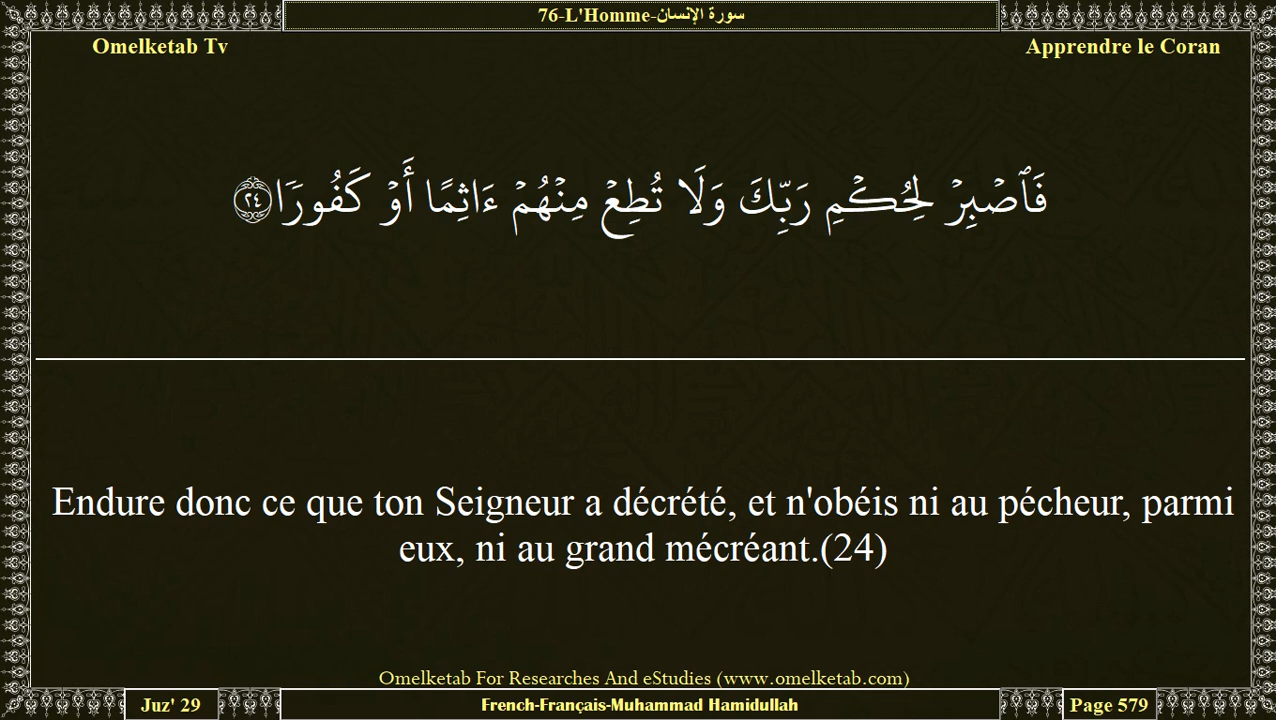 76-L'Homme-سورة الإنسان
Omelketab Tv
Apprendre le Coran
فَٱصۡبِرۡ لِحُكۡمِ رَبِّكَ وَلَا تُطِعۡ مِنۡهُمۡ ءَاثِمًا أَوۡ كَفُورٗا ٢٤
Endure donc ce que ton Seigneur a décrété, et n'obéis ni au pécheur, parmi
eux, ni au grand mécréant.(24)
Omelketab For Researches And eStudies (www.omelketab.com)
Juz' 29
French-Français-Muhammad Hamidullah
Page 579